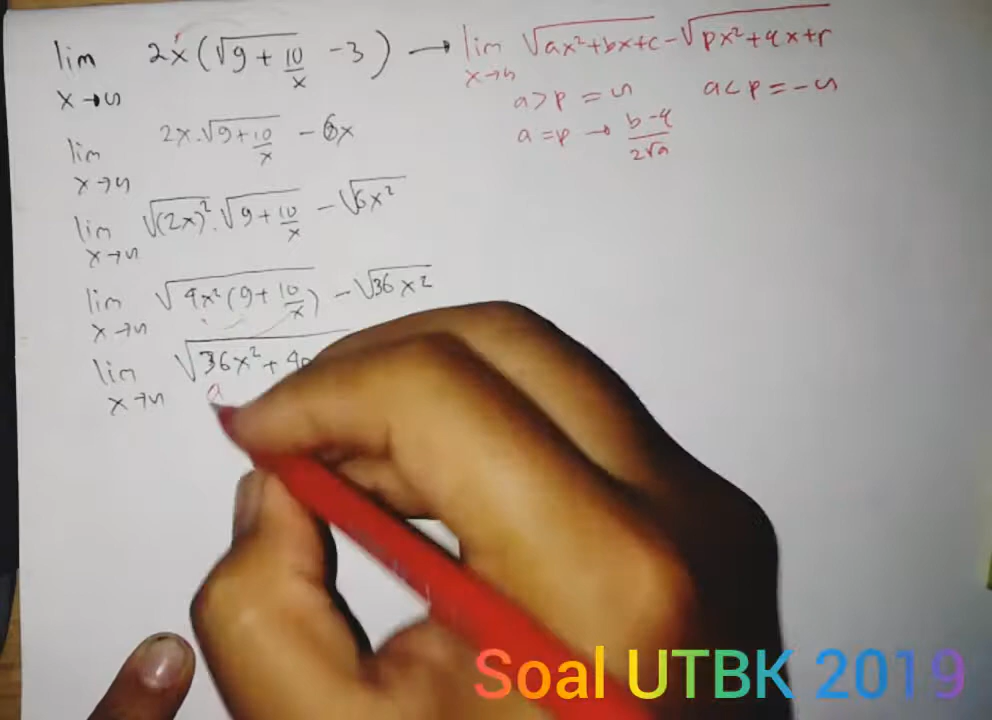 lim 2x(√9+10/x -3) → lim √ax²+bx+c - √px²+qx+r
x→∞ x→∞
a>p = ∞ a<p = -∞
a=p → b-q/2√a
lim 2x.√9+10/x - 6x
x→∞
lim √(2x)².√9+10/x - √6x²
x→∞
lim √4x²(9+10/x) - √36x²
x→∞
lim √36x²+40
x→∞
a
Soal UTBK 2019